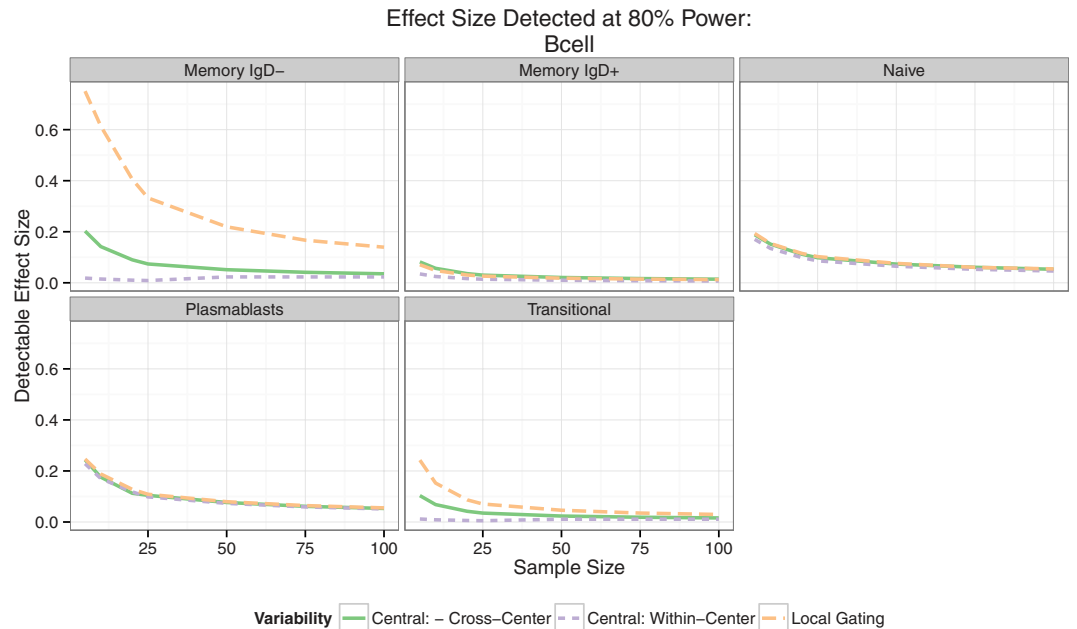 Effect Size Detected at 80% Power:
Bcell
Memory IgD−
Memory IgD+
Naive
0.6
0.4
0.2
0.0
Plasmablasts
Transitional
0.6
0.4
0.2
0.0
Detectable Effect Size
25 50 75 100
25 50 75 100
Sample Size
Variability Central: − Cross−Center Central: Within−Center Local Gating